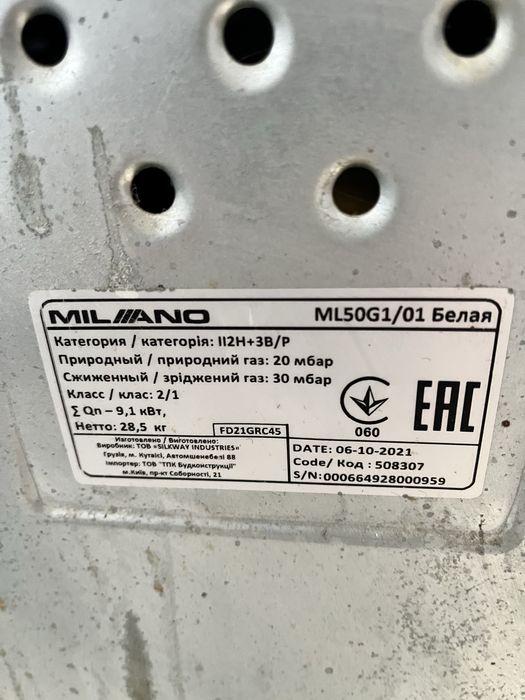 MILANO
ML50G1/01 Белая
Категория / категорія: II2H+3B/P
Природный / природний газ: 20 мбар
Сжиженный / зріджений газ: 30 мбар
Класс / клас: 2/1
∑ Qn – 9,1 кВт,
Нетто: 28,5 кг
FD21GRC45
060
EAC
Изготовлено / Виготовлено:
Виробник: ТОВ «SILKWAY INDUSTRIES»
Грузія, м. Кутаїсі, Автомшенебелі 88
Імпортер: ТОВ "ТПК Будконструкції"
м.Київ, пр-кт Соборності, 21
DATE: 06-10-2021
Code/ Код : 508307
S/N:000664928000959